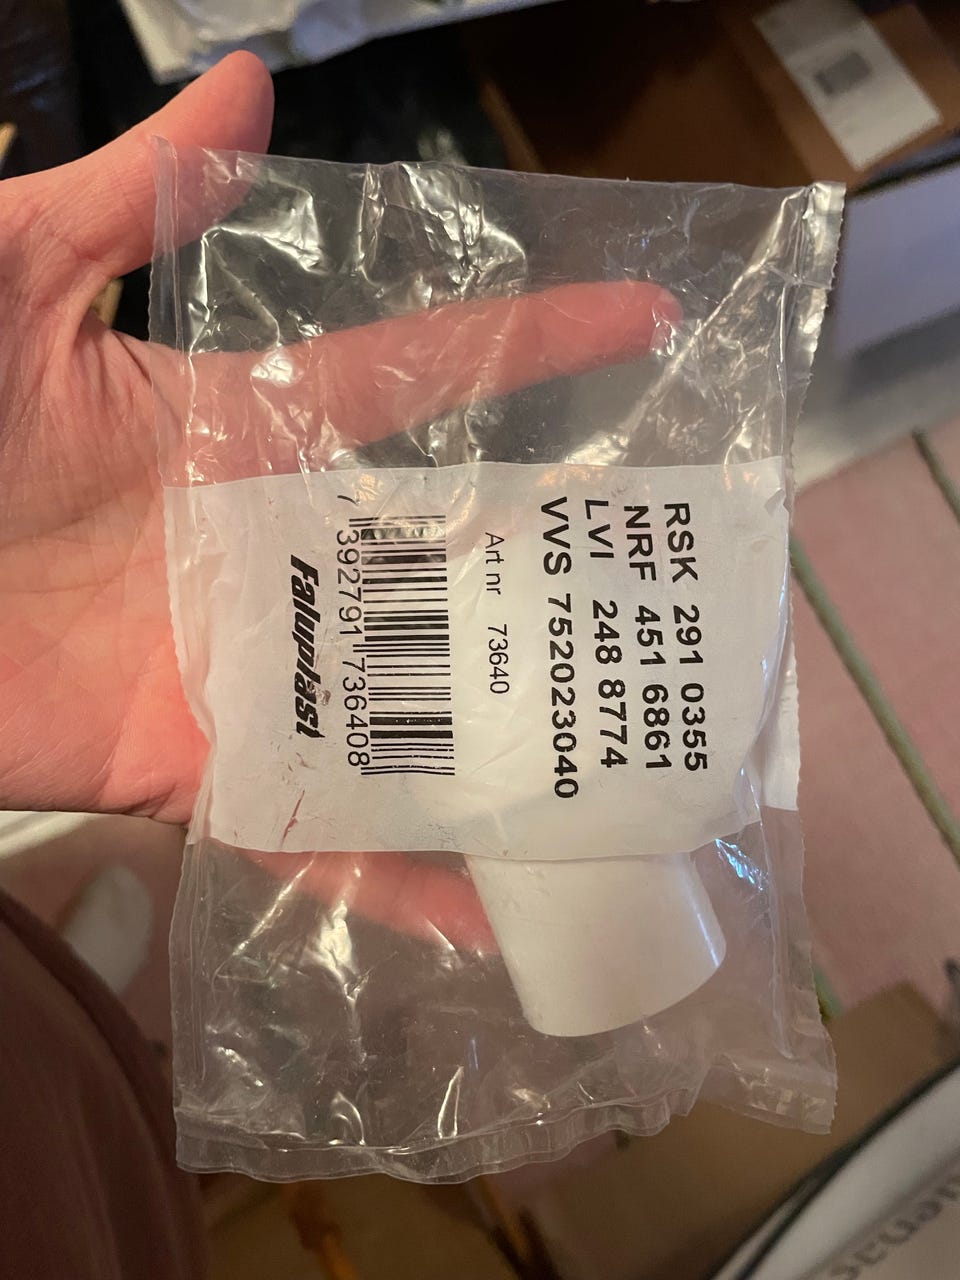 RSK 291 0355
NRF 451 6861
LVI 248 8774
VVS 752023040
Art nr 73640
7 392791 736408
Faluplast